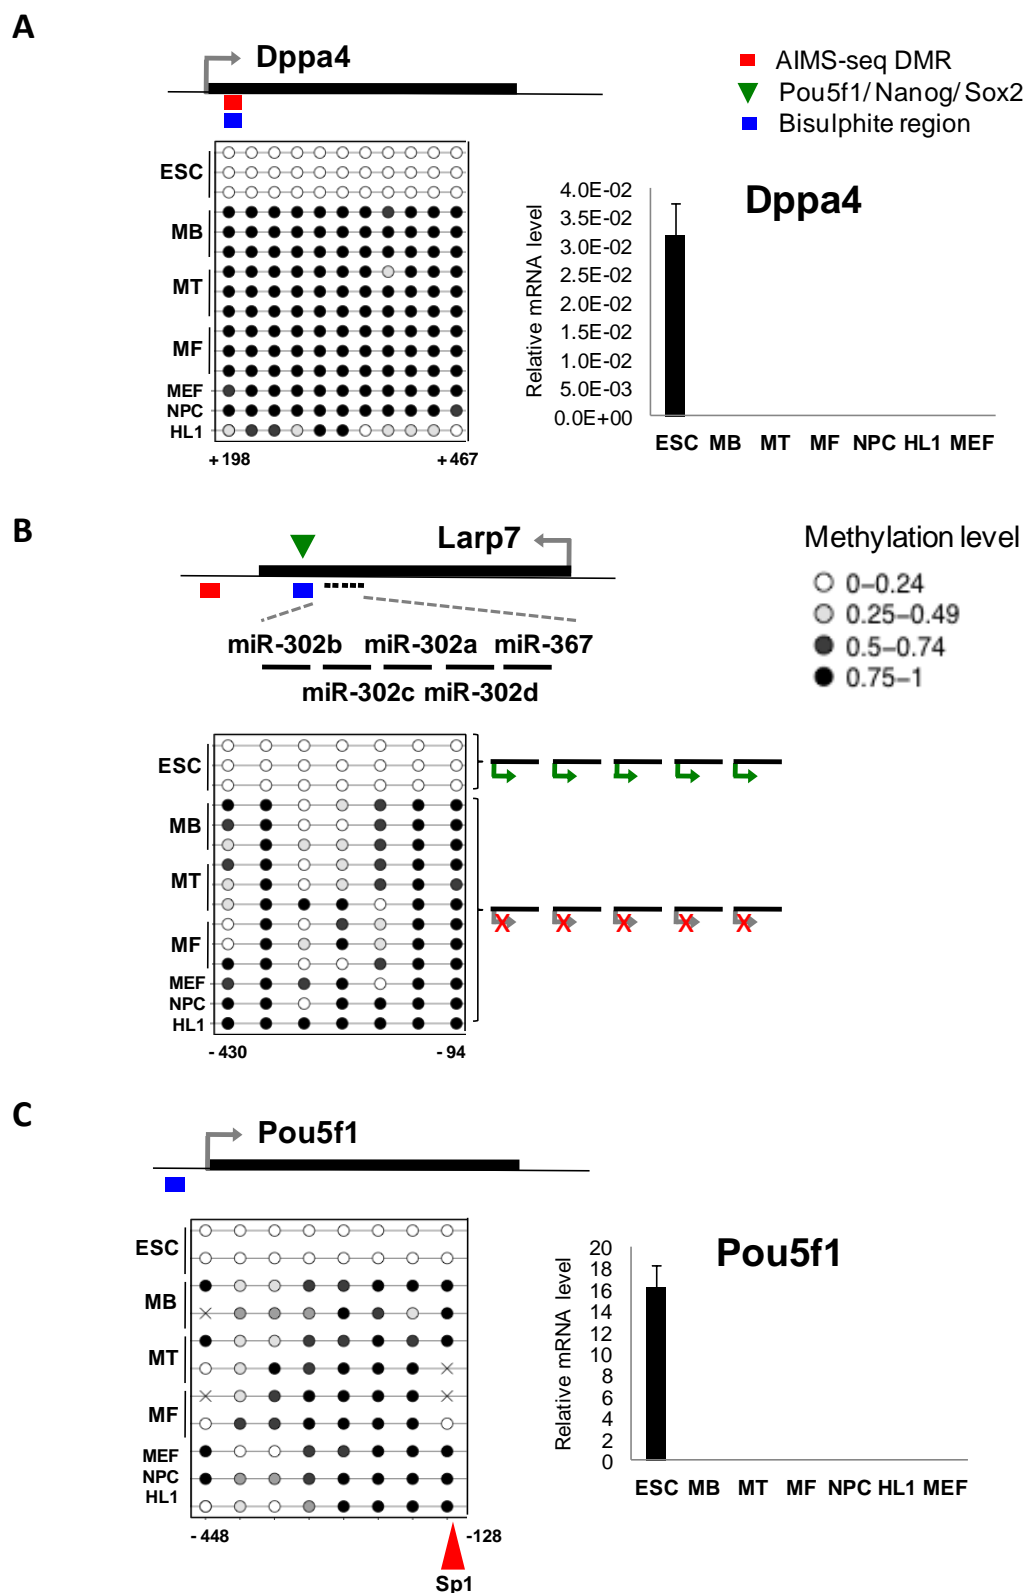 A
Dppa4
AIMS-seq DMR
Pou5f1/Nanog/Sox2
Bisulphite region
ESC
MB
MT
MF
MEF
NPC
HL1
+198 +467
Dppa4
Relative mRNA level
4.0E-02
3.5E-02
3.0E-02
2.5E-02
2.0E-02
1.5E-02
1.0E-02
5.0E-03
0.0E+00
ESC MB MT MF NPC HL1 MEF
B
Larp7
Methylation level
0–0.24
0.25–0.49
0.5–0.74
0.75–1
miR-302b miR-302a miR-367
miR-302c miR-302d
ESC
MB
MT
MF
MEF
NPC
HL1
X X X X X
-430 -94
C
Pou5f1
ESC
MB
MT
MF
MEF
NPC
HL1
-448 -128
Sp1
Pou5f1
Relative mRNA level
20
18
16
14
12
10
8
6
4
2
0
ESC MB MT MF NPC HL1 MEF